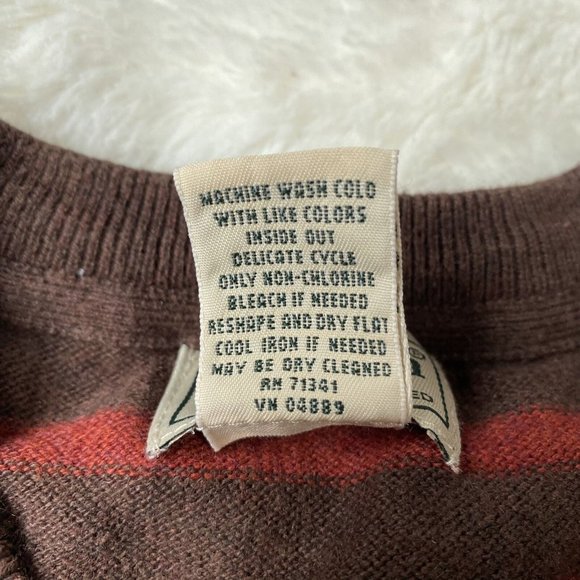 MACHINE WASH COLD
WITH LIKE COLORS
INSIDE OUT
DELICATE CYCLE
ONLY NON-CHLORINE
BLEACH IF NEEDED
RESHAPE AND DRY FLAT
COOL IRON IF NEEDED
MAY BE DRY CLEANED
RN 71341
VN 04889